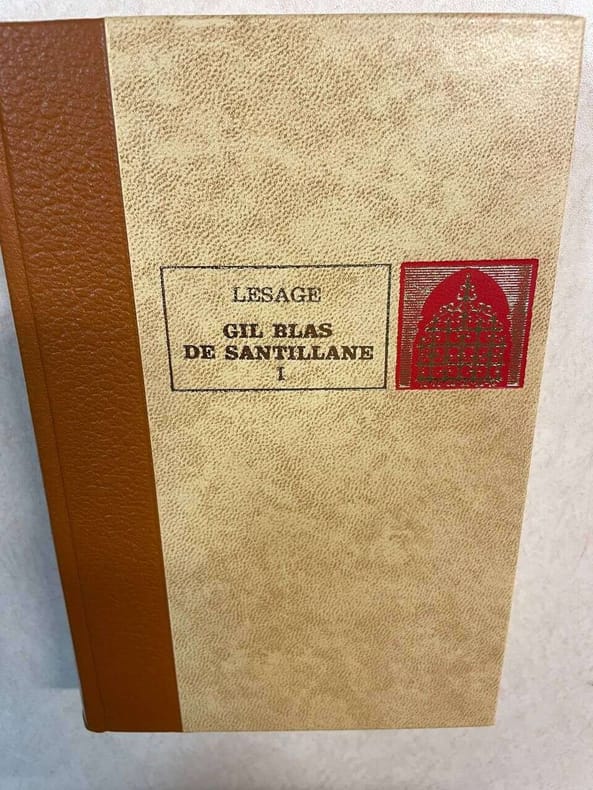 LESAGE
GIL BLAS
DE SANTILLANE
I